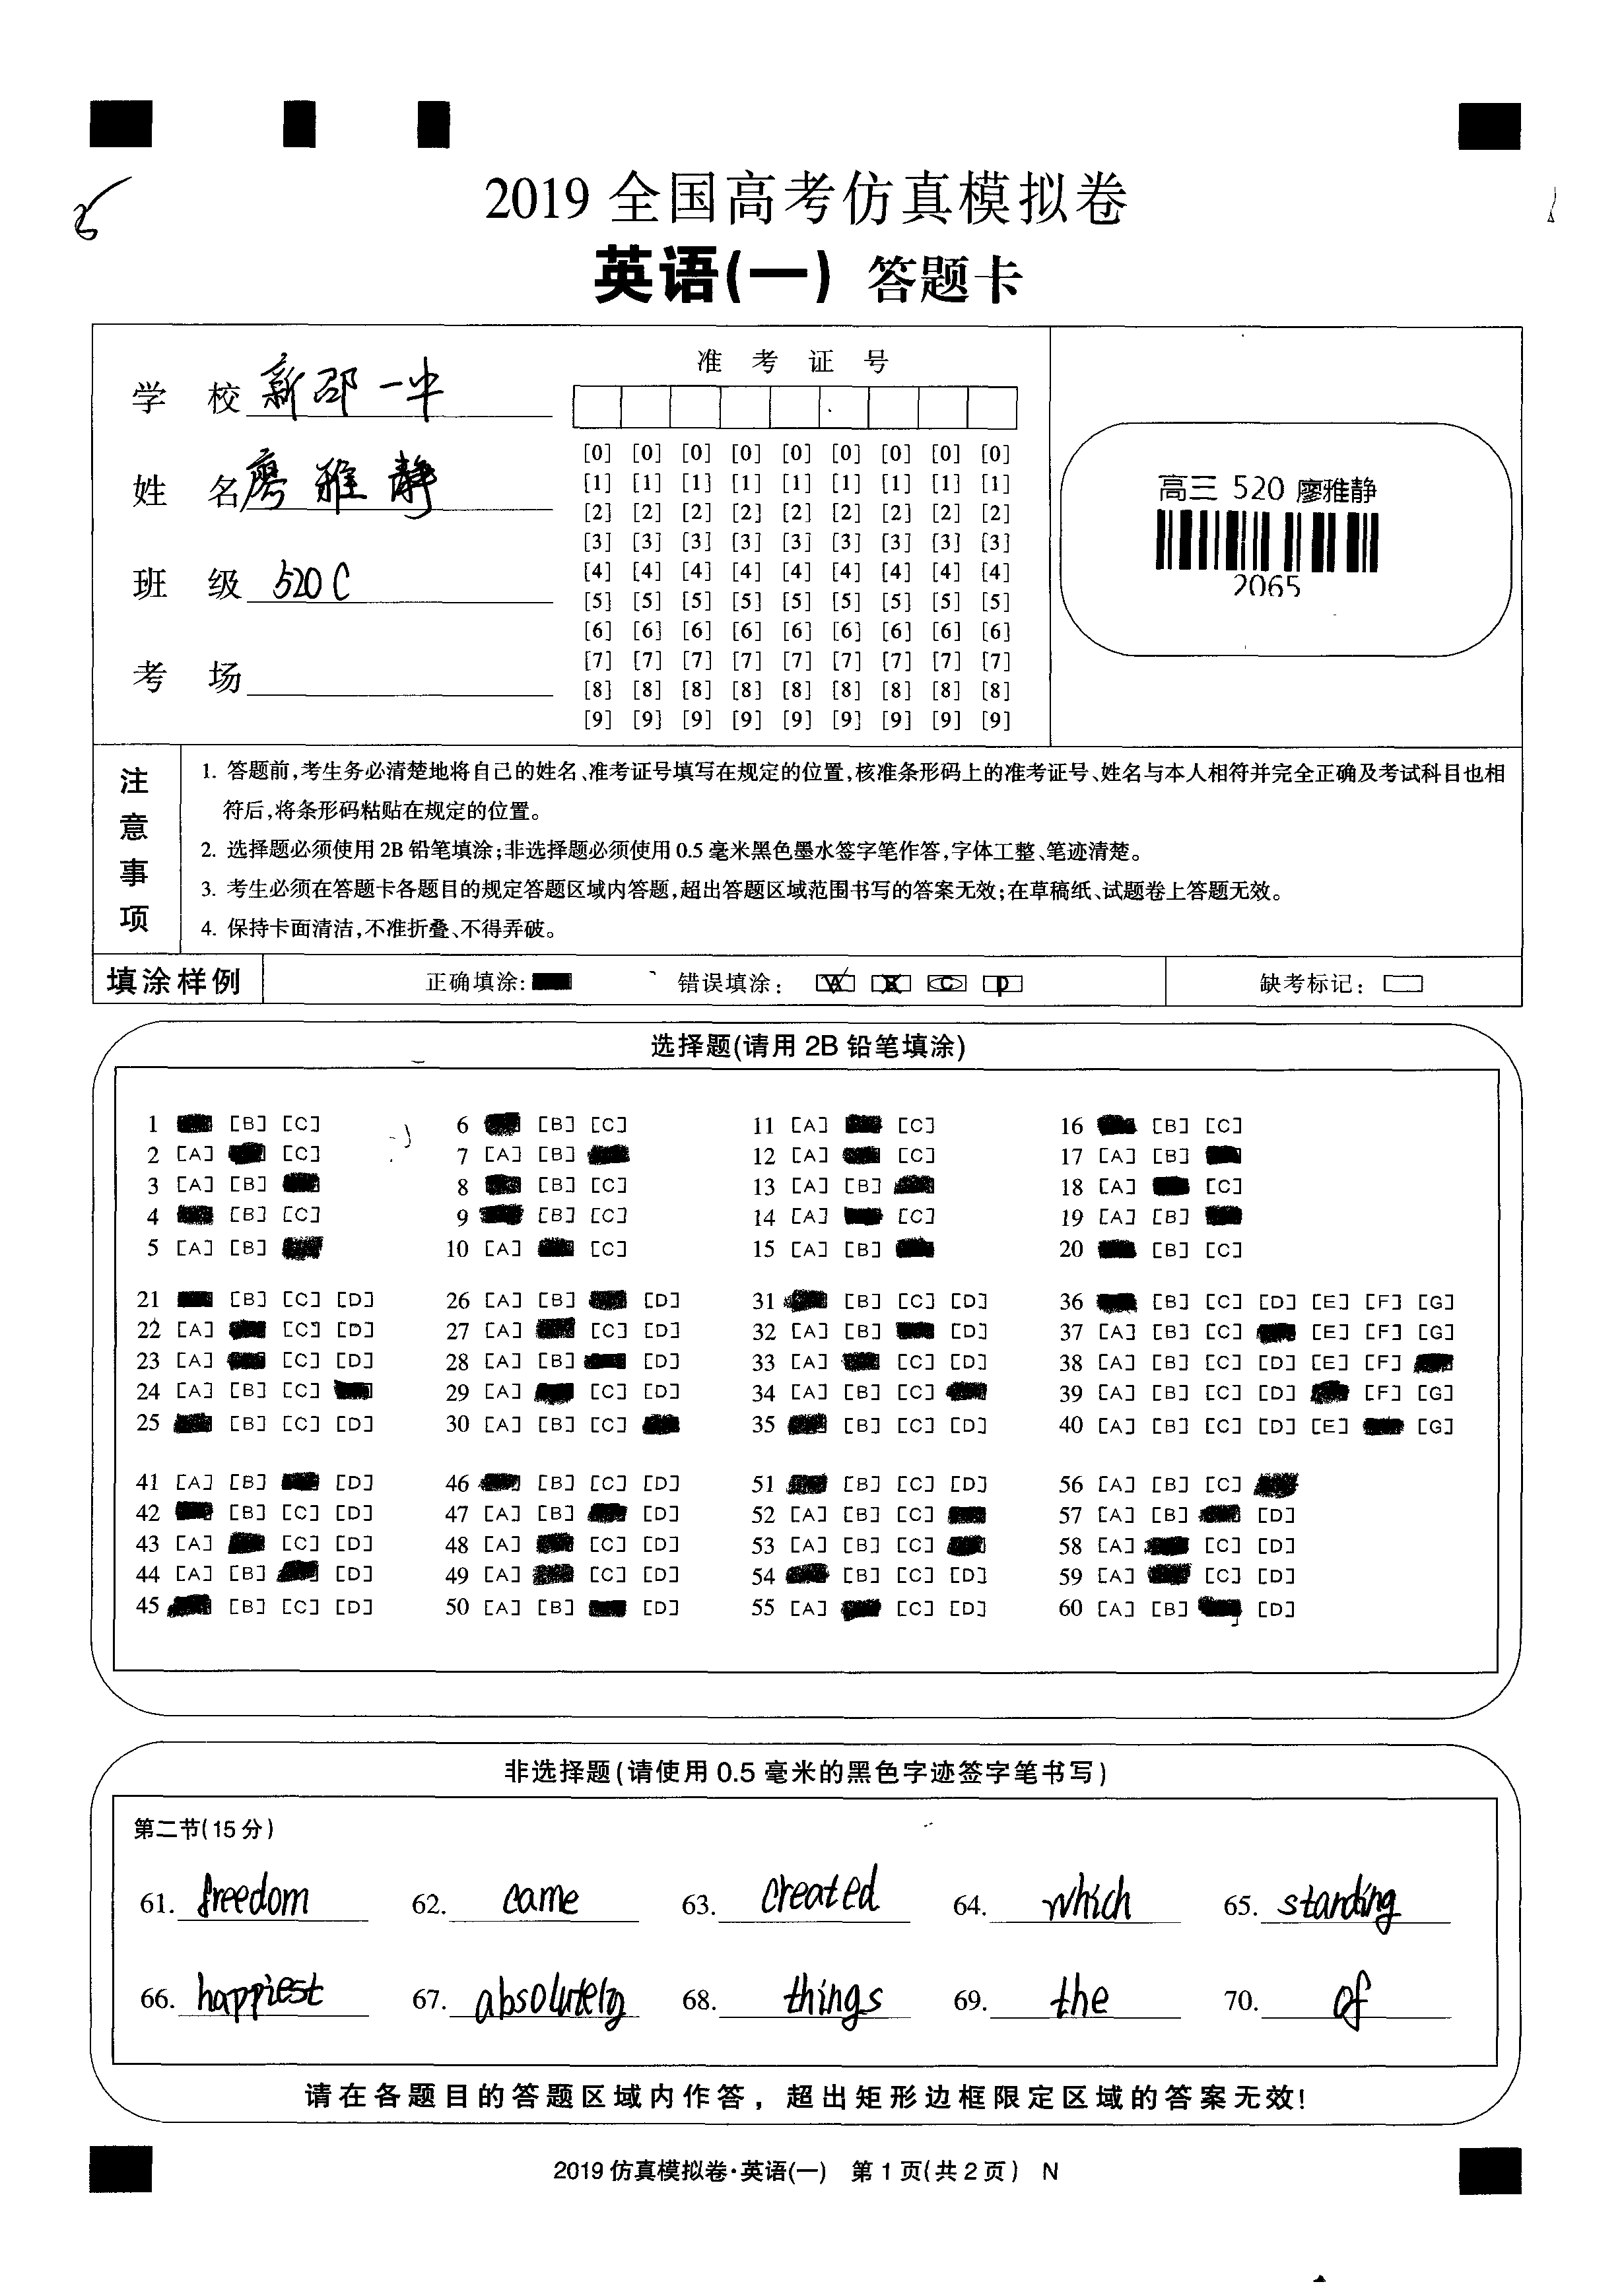 2019 全国高考仿真模拟卷
英语(一) 答题卡
学 校 新邵一中
姓 名 廖雅静
班 级 520C
考 场
准 考 证 号
[0] [0] [0] [0] [0] [0] [0] [0] [0]
[1] [1] [1] [1] [1] [1] [1] [1] [1]
[2] [2] [2] [2] [2] [2] [2] [2] [2]
[3] [3] [3] [3] [3] [3] [3] [3] [3]
[4] [4] [4] [4] [4] [4] [4] [4] [4]
[5] [5] [5] [5] [5] [5] [5] [5] [5]
[6] [6] [6] [6] [6] [6] [6] [6] [6]
[7] [7] [7] [7] [7] [7] [7] [7] [7]
[8] [8] [8] [8] [8] [8] [8] [8] [8]
[9] [9] [9] [9] [9] [9] [9] [9] [9]
高三 520 廖雅静
2065
注意事项
1. 答题前,考生务必清楚地将自己的姓名、准考证号填写在规定的位置,核准条形码上的准考证号、姓名与本人相符并完全正确及考试科目也相
符后,将条形码粘贴在规定的位置。
2. 选择题必须使用 2B 铅笔填涂;非选择题必须使用 0.5 毫米黑色墨水签字笔作答,字体工整、笔迹清楚。
3. 考生必须在答题卡各题目的规定答题区域内答题,超出答题区域范围书写的答案无效;在草稿纸、试题卷上答题无效。
4. 保持卡面清洁,不准折叠、不得弄破。
填涂样例 正确填涂: 错误填涂: A B C D 缺考标记:
选择题(请用 2B 铅笔填涂)
1 [B] [C] 6 [B] [C] 11 [A] [C] 16 [B] [C]
2 [A] [C] 7 [A] [B] 12 [A] [C] 17 [A] [B]
3 [A] [B] 8 [B] [C] 13 [A] [B] 18 [A] [C]
4 [B] [C] 9 [B] [C] 14 [A] [C] 19 [A] [B]
5 [A] [B] 10 [A] [C] 15 [A] [B] 20 [B] [C]
21 [B] [C] [D] 26 [A] [B] [D] 31 [B] [C] [D] 36 [B] [C] [D] [E] [F] [G]
22 [A] [C] [D] 27 [A] [C] [D] 32 [A] [B] [D] 37 [A] [B] [C] [E] [F] [G]
23 [A] [C] [D] 28 [A] [B] [D] 33 [A] [C] [D] 38 [A] [B] [C] [D] [E] [F]
24 [A] [B] [C] 29 [A] [C] [D] 34 [A] [B] [C] 39 [A] [B] [C] [D] [F] [G]
25 [B] [C] [D] 30 [A] [B] [C] 35 [B] [C] [D] 40 [A] [B] [C] [D] [E] [G]
41 [A] [B] [D] 46 [B] [C] [D] 51 [B] [C] [D] 56 [A] [B] [C]
42 [B] [C] [D] 47 [A] [B] [D] 52 [A] [B] [C] 57 [A] [B] [D]
43 [A] [C] [D] 48 [A] [C] [D] 53 [A] [B] [C] 58 [A] [C] [D]
44 [A] [B] [D] 49 [A] [C] [D] 54 [B] [C] [D] 59 [A] [C] [D]
45 [B] [C] [D] 50 [A] [B] [D] 55 [A] [C] [D] 60 [A] [B] [D]
非选择题(请使用 0.5 毫米的黑色字迹签字笔书写)
第二节(15 分)
61. freedom 62. came 63. created 64. which 65. standing
66. happiest 67. absolutely 68. things 69. the 70. of
请在各题目的答题区域内作答，超出矩形边框限定区域的答案无效!
2019 仿真模拟卷·英语(一) 第 1 页(共 2 页) N